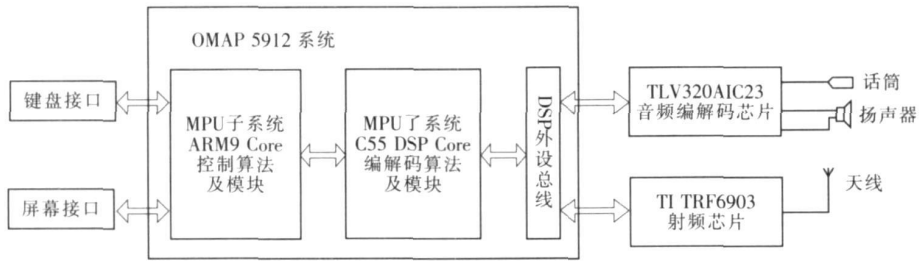 OMAP 5912 系统
键盘接口
屏幕接口
MPU子系统
ARM9 Core
控制算法
及模块
MPU了系统
C55 DSP Core
编解码算法
及模块
DSP外设总线
TLV320AIC23
音频编解码芯片
话筒
扬声器
TI TRF6903
射频芯片
天线